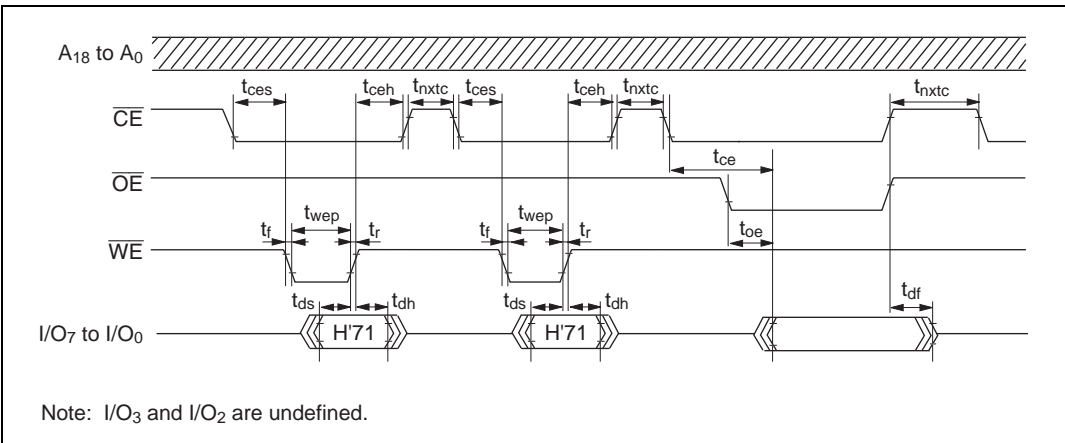 A18 to A0
tces tceh tnxtc tces tceh tnxtc tnxtc
CE
tce
OE
twep twep toe
tf tr tf tr
WE
tds tdh tds tdh tdf
I/O7 to I/O0 H'71 H'71
Note: I/O3 and I/O2 are undefined.